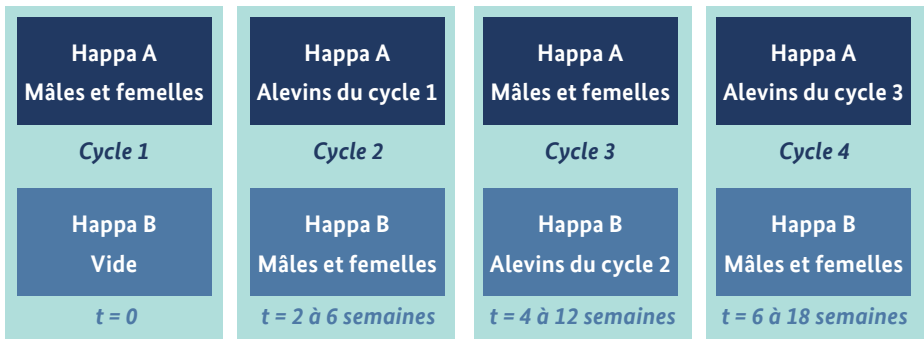 Happa A
Mâles et femelles
Cycle 1
Happa B
Vide
t = 0
Happa A
Alevins du cycle 1
Cycle 2
Happa B
Mâles et femelles
t = 2 à 6 semaines
Happa A
Mâles et femelles
Cycle 3
Happa B
Alevins du cycle 2
t = 4 à 12 semaines
Happa A
Alevins du cycle 3
Cycle 4
Happa B
Mâles et femelles
t = 6 à 18 semaines